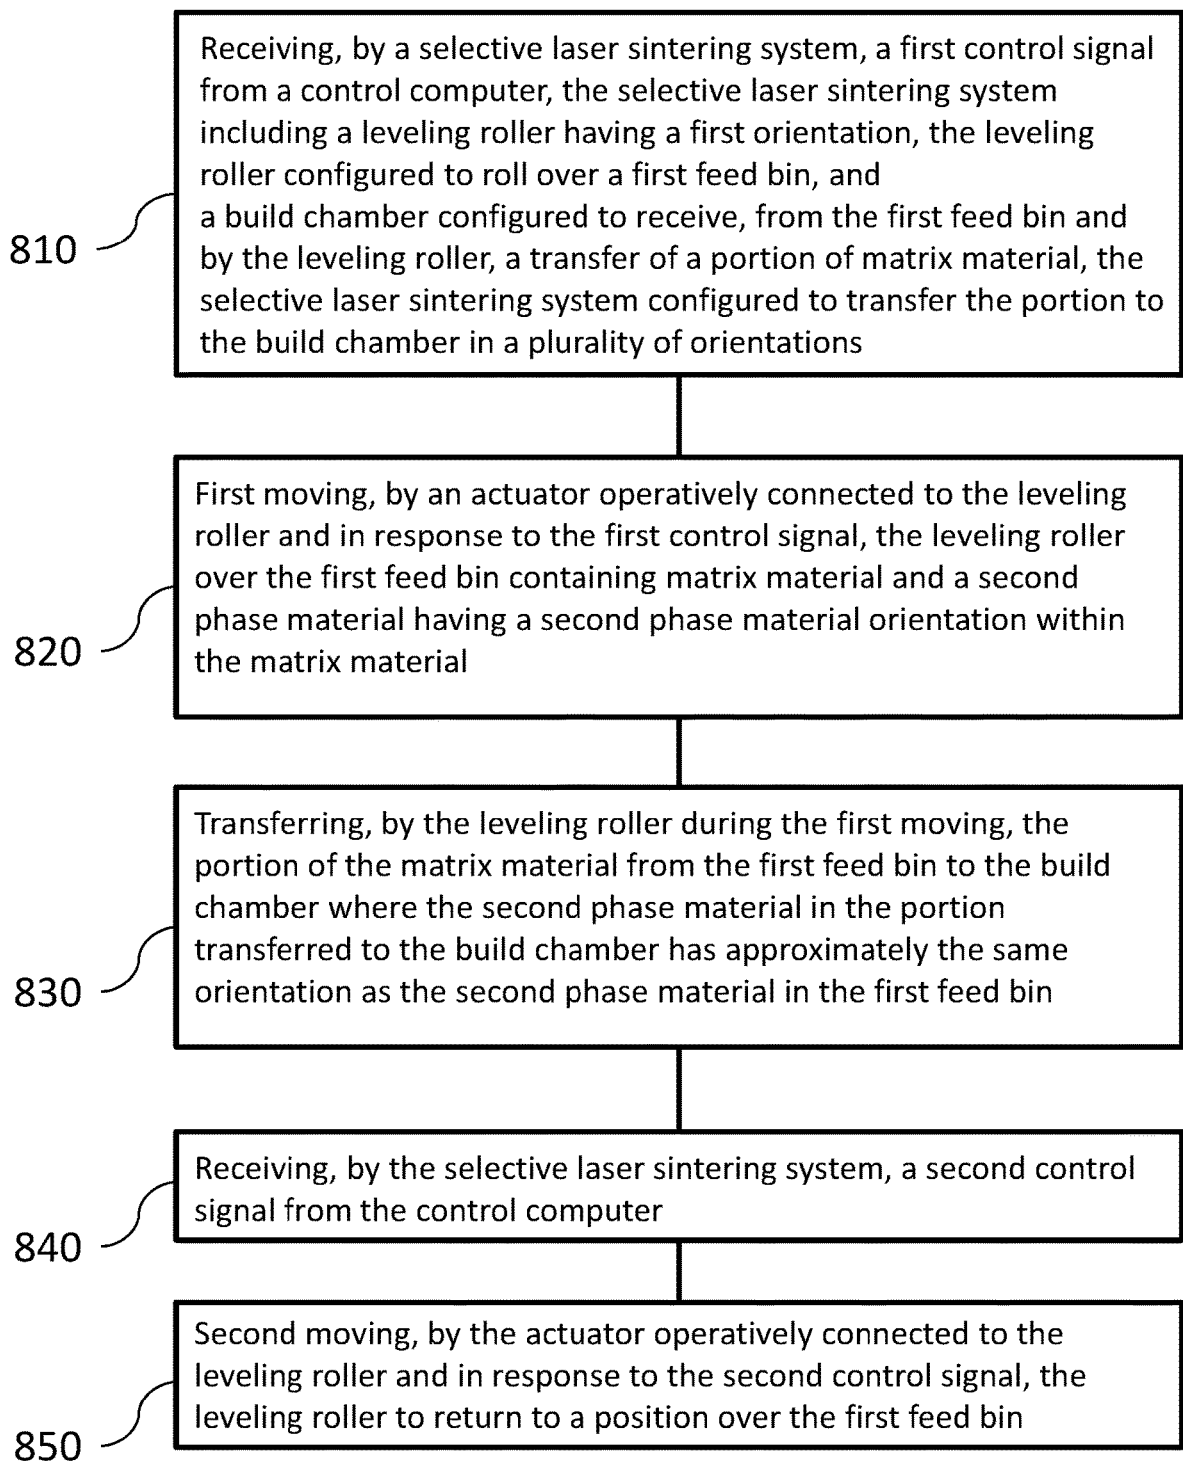 Receiving, by a selective laser sintering system, a first control signal
from a control computer, the selective laser sintering system
including a leveling roller having a first orientation, the leveling
roller configured to roll over a first feed bin, and
a build chamber configured to receive, from the first feed bin and
by the leveling roller, a transfer of a portion of matrix material, the
selective laser sintering system configured to transfer the portion to
the build chamber in a plurality of orientations
810
First moving, by an actuator operatively connected to the leveling
roller and in response to the first control signal, the leveling roller
over the first feed bin containing matrix material and a second
phase material having a second phase material orientation within
the matrix material
820
Transferring, by the leveling roller during the first moving, the
portion of the matrix material from the first feed bin to the build
chamber where the second phase material in the portion
transferred to the build chamber has approximately the same
orientation as the second phase material in the first feed bin
830
Receiving, by the selective laser sintering system, a second control
signal from the control computer
840
Second moving, by the actuator operatively connected to the
leveling roller and in response to the second control signal, the
leveling roller to return to a position over the first feed bin
850